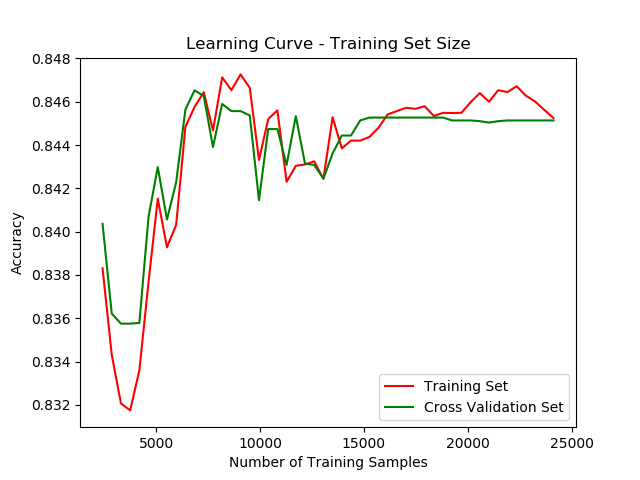 Learning Curve - Training Set Size
0.848
0.846
0.844
0.842
0.840
0.838
0.836
0.834
0.832
Accuracy
Training Set
Cross Validation Set
5000
10000
15000
20000
25000
Number of Training Samples